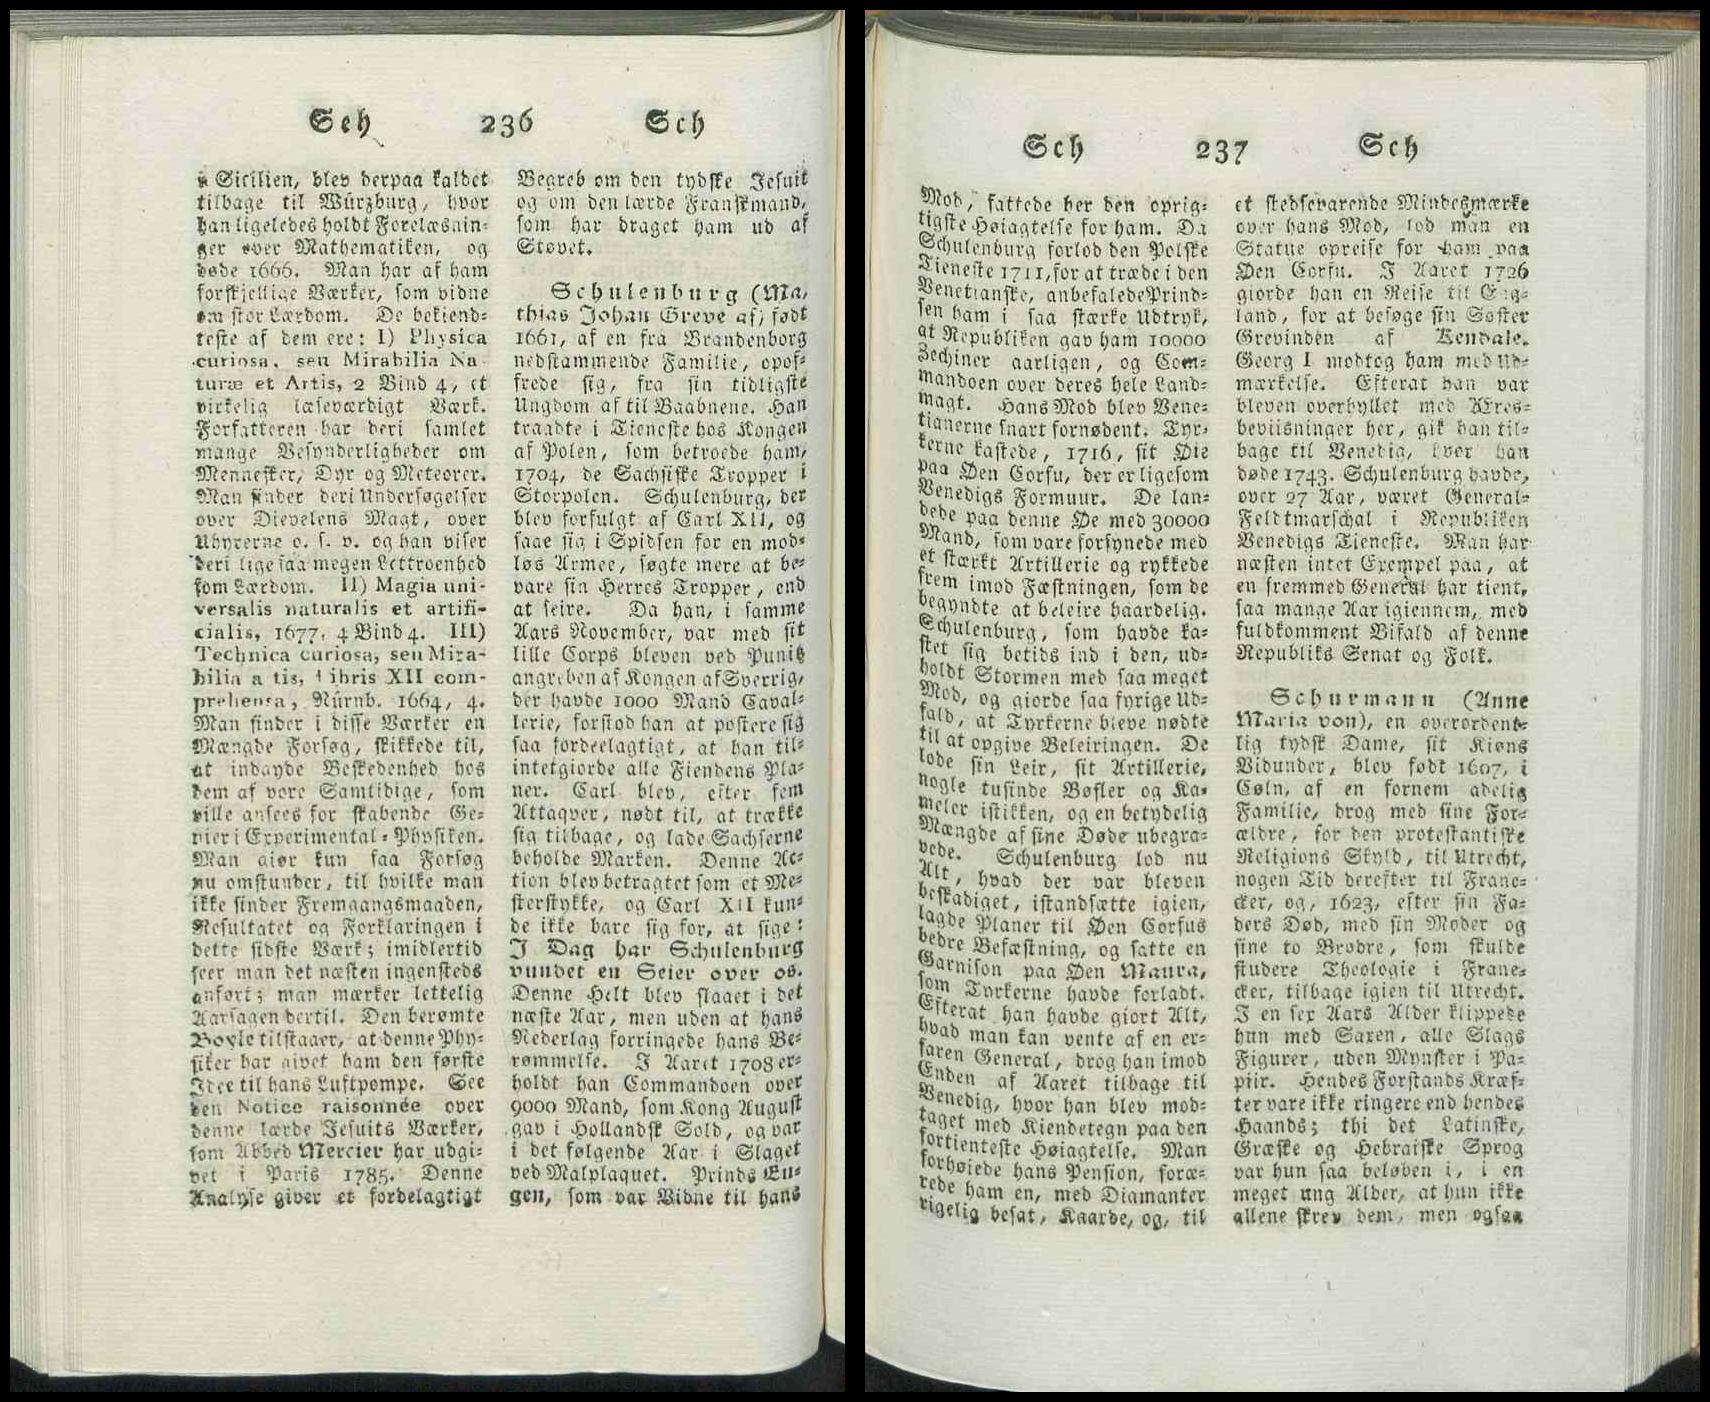 Sch 236 Sch
Sicilien, blev derpaa kaldet
tilbage til Würzburg, hvor
han ligeledes holdt Forelæsnin-
ger over Mathematiken, og
døde 1666. Man har af ham
forskjellige Værker, som vidne
om stor Lærdom. De bekiend-
teste af dem ere: I) Physica
curiosa, seu Mirabilia Na-
turæ et Artis, 2 Bind 4, et
virkelig læseværdigt Værk.
Forfatteren har deri samlet
mange Besynderligheder om
Mennesker, Dyr og Meteorer.
Man finder deri Undersøgelser
over Dievelens Magt, over
Uhyrerne o. s. v. og han viser
deri lige saa megen Lettroenhed
som Lærdom. II) Magia uni-
versalis naturalis et artifi-
cialis, 1677, 4 Bind 4. III)
Technica curiosa, seu Mira-
bilia a tis, libris XII com-
prehensa, Nürnb. 1664, 4.
Man finder i disse Værker en
Mængde Forsøg, skikkede til,
at indgyde Beskedenhed hos
dem af vore Samtidige, som
ville ansees for skabende Ge-
nier i Experimental-Physiken.
Man giør kun saa Forsøg
nu omstunder, til hvilke man
ikke finder Fremgangsmaaden,
Resultatet og Forklaringen i
dette sidste Værk; imidlertid
seer man det næsten ingensteds
anført; man mærker lettelig
Aarsagen dertil. Den berømte
Boyle tilstaaer, at denne Phy-
siker har givet ham den første
Idee til hans Luftpompe. See
den Notice raisonnée over
denne lærde Jesuits Værker,
som Abbed Mercier har udgi-
vet i Paris 1785. Denne
Analyse giver et fordelagtigt
Begreb om den tydske Jesuit
og om den lærde Franskmand,
som har draget ham ud af
Støvet.
Schulenburg (Ma-
thias Johan Greve af) født
1661, af en fra Brandenborg
nedstammende Familie, opof-
frede sig, fra sin tidligste
Ungdom af til Vaabnene. Han
traadte i Tieneste hos Kongen
af Polen, som betroede ham,
1704, de Sachsiske Tropper i
Storpolen. Schulenburg, der
blev forfulgt af Carl XII, og
saae sig i Spidsen for en mod-
løs Armee, søgte mere at be-
vare sin Herres Tropper, end
at seire. Da han, i samme
Aars November, var med sit
lille Corps bleven ved Punitz
angreben af Kongen af Sverrig,
der havde 1000 Mand Caval-
lerie, forstod han at postere sig
saa fordeelagtigt, at han til-
intetgiorde alle Fiendens Pla-
ner. Carl blev, efter fem
Attaqver, nødt til, at trække
sig tilbage, og lade Sachserne
beholde Marken. Denne Ac-
tion blev betragtet som et Me-
sterstykke, og Carl XII kun-
de ikke bare sig for, at sige:
I Dag har Schulenburg
vundet en Seier over os.
Denne Helt blev slaaet i det
næste Aar, men uden at hans
Nederlag forringede hans Be-
rømmelse. I Aaret 1708 er-
holdt han Commandoen over
9000 Mand, som Kong August
gav i Hollandsk Sold, og var
i det følgende Aar i Slaget
ved Malplaquet. Prinds Eu-
gen, som var Vidne til hans
Sch 237 Sch
Mod, fattede her den oprig-
tigste Høiagtelse for ham. Da
Schulenburg forlod den Polske
Tieneste 1711, for at træde i den
Venetianske, anbefalede Prind-
sen ham i saa stærke Udtryk,
at Republiken gav ham 10000
Zechiner aarligen, og Com-
mandoen over deres hele Land-
magt. Hans Mod blev Vene-
tianerne snart fornødent. Tyr-
kerne kastede, 1716, sit Øie
paa Øen Corfu, der er ligesom
Venedigs Formuur. De lan-
dede paa denne Øe med 30000
Mand, som vare forsynede med
et stærkt Artillerie og rykkede
frem imod Fæstningen, som de
begyndte at beleire haardelig.
Schulenburg, som havde ka-
stet sig betids ind i den, ud-
holdt Stormen med saa meget
Mod, og giorde saa fyrige Ud-
fald, at Tyrkerne bleve nødte
til at opgive Beleiringen. De
lode sin Leir, sit Artillerie,
nogle tusinde Bøfler og Ka-
meler istikken, og en betydelig
Mængde af sine Døde ubegra-
vede. Schulenburg lod nu
Alt, hvad der var bleven
beskadiget, istandsætte igien,
lagde Planer til Øen Corfus
bedre Befæstning, og satte en
Garnison paa Øen Maura,
som Tyrkerne havde forladt.
Efterat han havde giort Alt,
hvad man kan vente af en er-
faren General, drog han imod
Enden af Aaret tilbage til
Venedig, hvor han blev mod-
taget med Kiendetegn paa den
fortienteste Høiagtelse. Man
forhøiede hans Pension, foræ-
rede ham en, med Diamanter
rigelig besat, Kaarde, og, til
et stedsevarende Mindesmærke
over hans Mod, lod man en
Statue opreise for ham paa
Øen Corfu. I Aaret 1726
giorde han en Reise til Eng-
land, for at besøge sin Søster
Grevinden af Kendale.
Georg I modtog ham med Ud-
mærkelse. Efterat han var
bleven overhyllet med Æres-
beviisninger her, gik han til-
bage til Venedig, hvor han
døde 1743. Schulenburg havde,
over 27 Aar, været General-
Feldtmarschal i Republiken
Venedigs Tieneste. Man har
næsten intet Exempel paa, at
en fremmed General har tient,
saa mange Aar igiennem, med
fuldkomment Bifald af denne
Republiks Senat og Folk.
Schurmann (Anne
Maria von), en overordent-
lig tydsk Dame, sit Kiøns
Vidunder, blev født 1607, i
Cøln, af en fornem adelig
Familie, drog med sine For-
ældre, for den protestantiske
Religions Skyld, til Utrecht,
nogen Tid derefter til Frane-
cker, og, 1623, efter sin Fa-
ders Død, med sin Moder og
sine to Brødre, som skulde
studere Theologie i Frane-
cker, tilbage igien til Utrecht.
I en sex Aars Alder klippede
hun med Saxen, alle Slags
Figurer, uden Mynster i Pa-
piir. Hendes Forstands Kræf-
ter vare ikke ringere end hendes
Haands; thi det Latinske,
Græske og Hebraiske Sprog
var hun saa beløben i, i en
meget ung Alder, at hun ikke
allene skrev dem, men ogsaa